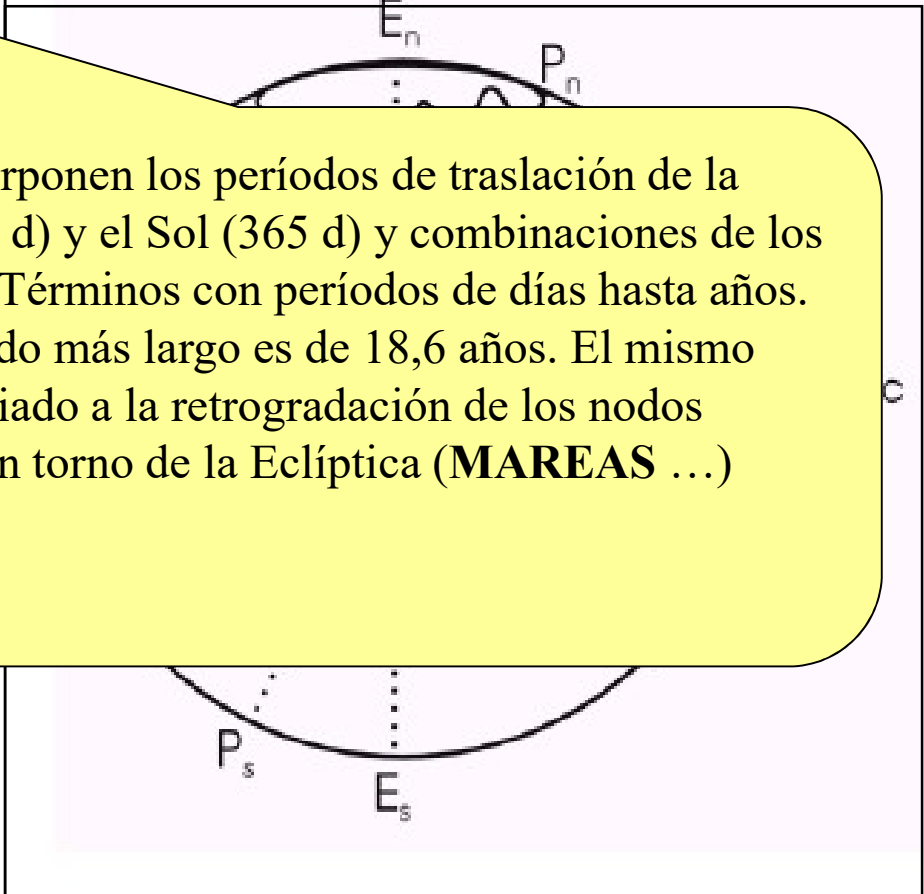 Eₙ
Pₙ
rponen los períodos de traslación de la
d) y el Sol (365 d) y combinaciones de los
Términos con períodos de días hasta años.
do más largo es de 18,6 años. El mismo
iado a la retrogradación de los nodos
n torno de la Eclíptica (MAREAS …)
c
Pₛ
Eₛ